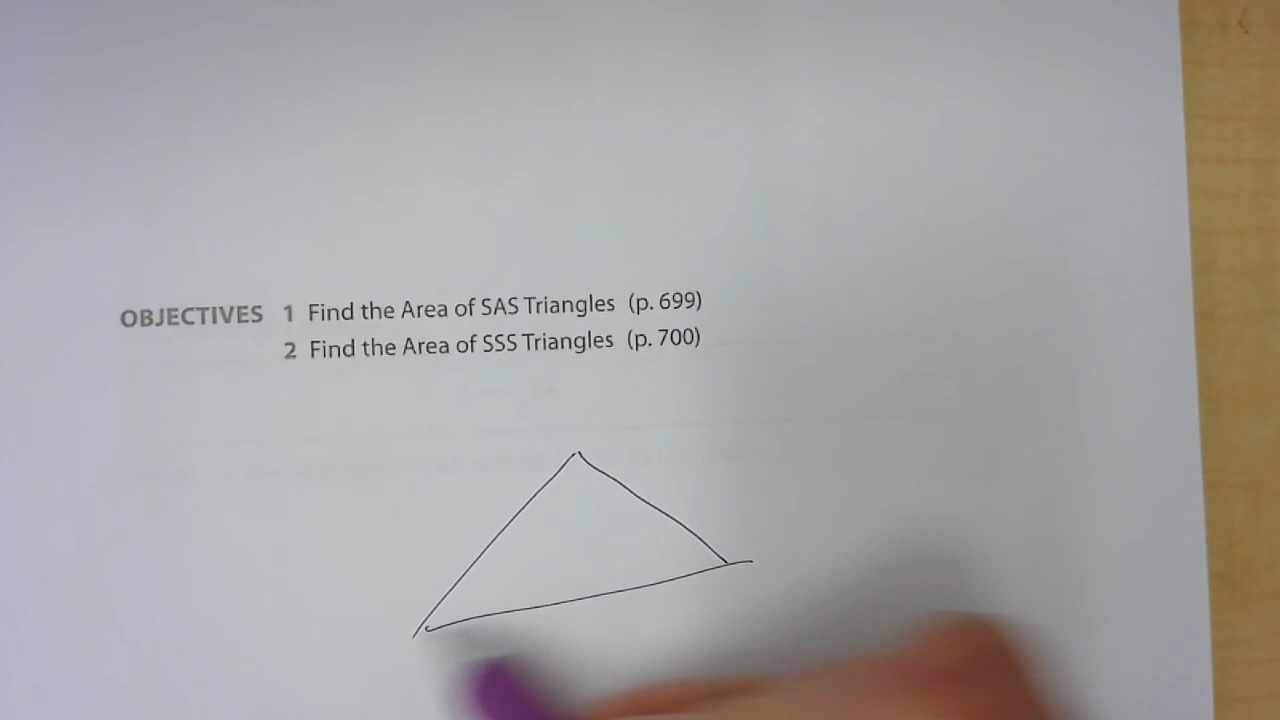 OBJECTIVES 1 Find the Area of SAS Triangles (p. 699)
2 Find the Area of SSS Triangles (p. 700)